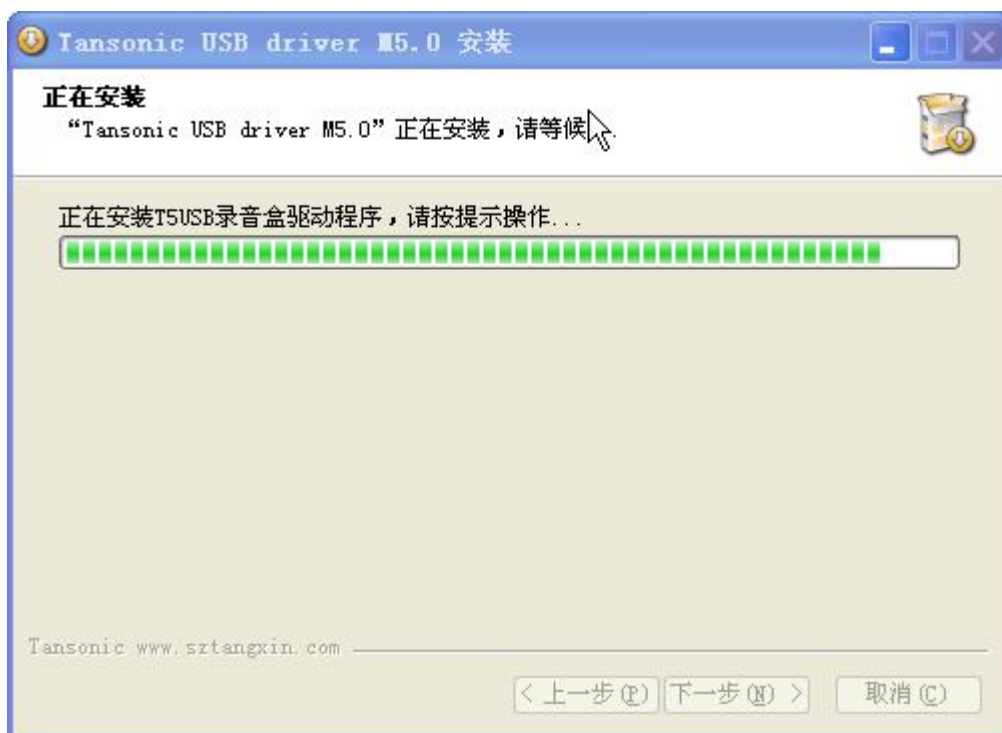 Tansonic USB driver M5.0 安装
正在安装
“Tansonic USB driver M5.0”正在安装，请等候
正在安装T5USB录音盒驱动程序，请按提示操作...
Tansonic www.sztangxin.com
< 上一步(P) 下一步(N) > 取消(C)